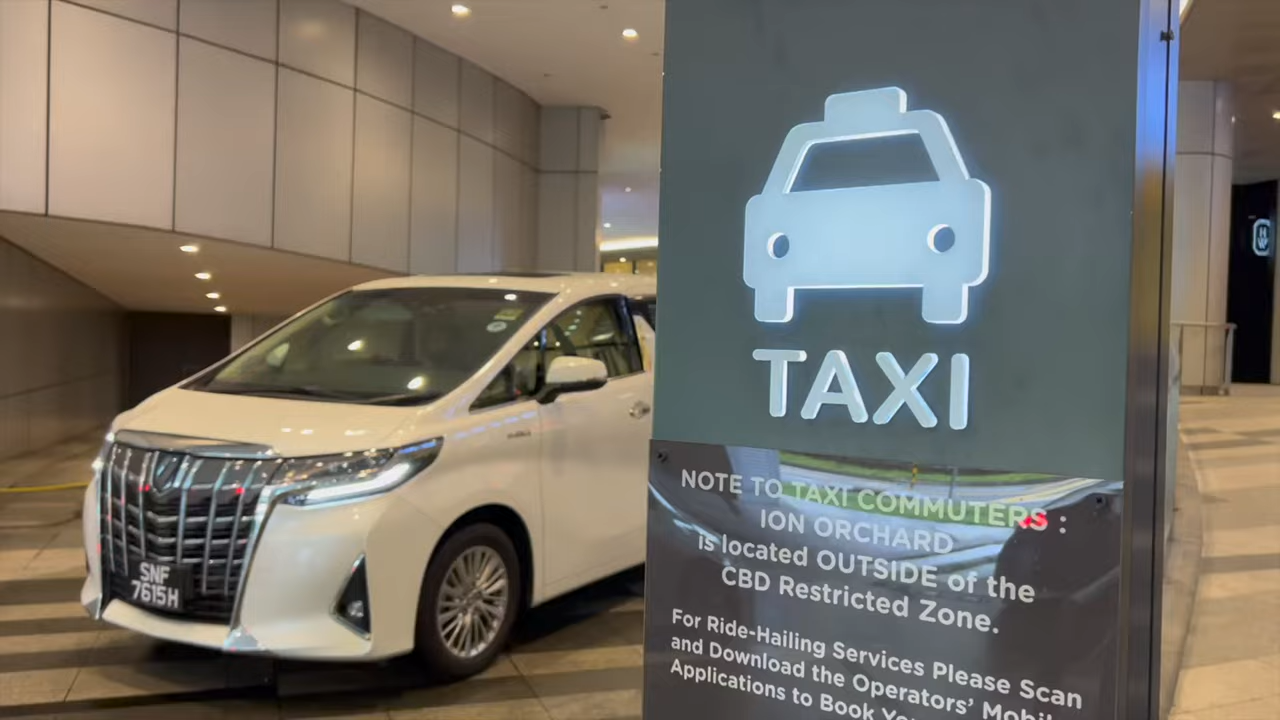 SNF
7615H
TAXI
NOTE TO TAXI COMMUTERS :
ION ORCHARD
is located OUTSIDE of the
CBD Restricted Zone.
For Ride-Hailing Services Please Scan
and Download the Operators'
Applications to Book